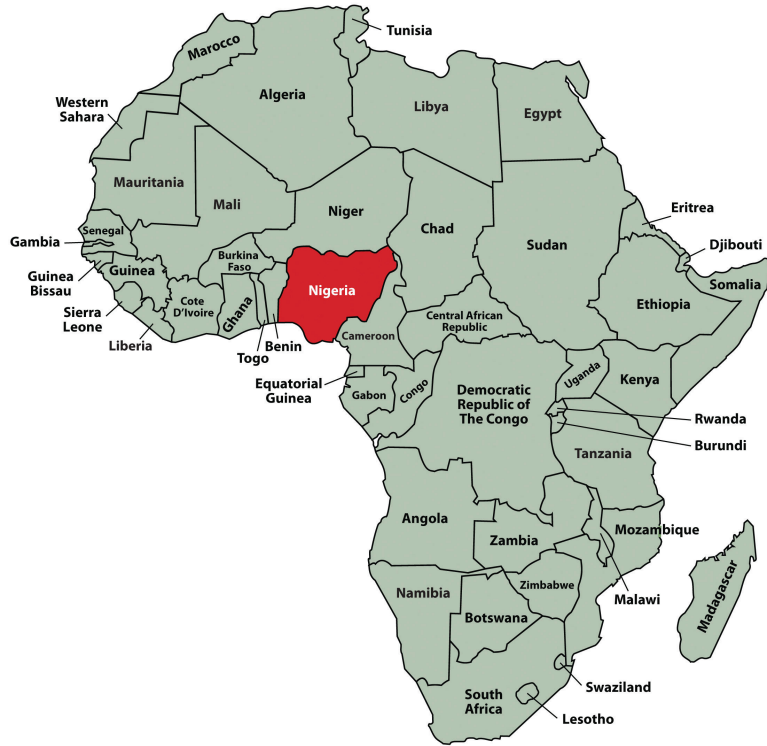 Tunisia
Marocco
Algeria
Western
Sahara
Libya
Egypt
Mauritania
Mali
Niger
Chad
Sudan
Eritrea
Djibouti
Senegal
Gambia
Guinea
Bissau
Guinea
Burkina
Faso
Nigeria
Somalia
Ethiopia
Sierra
Leone
Cote
D'Ivoire
Ghana
Central African
Republic
Liberia
Togo
Benin
Cameroon
Equatorial
Guinea
Gabon
Congo
Democratic
Republic of
The Congo
Uganda
Kenya
Rwanda
Burundi
Tanzania
Angola
Zambia
Mozambique
Malawi
Madagascar
Namibia
Zimbabwe
Botswana
Swaziland
South
Africa
Lesotho